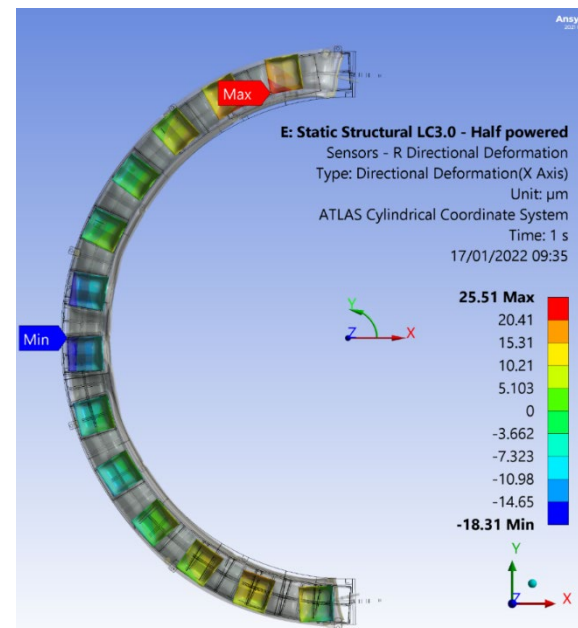 Ansy
Max
E: Static Structural LC3.0 - Half powered
Sensors - R Directional Deformation
Type: Directional Deformation(X Axis)
Unit: µm
ATLAS Cylindrical Coordinate System
Time: 1 s
17/01/2022 09:35
25.51 Max
20.41
15.31
10.21
5.103
0
-3.662
-7.323
-10.98
-14.65
-18.31 Min
Min
Y
Z
X
Y
Z
X